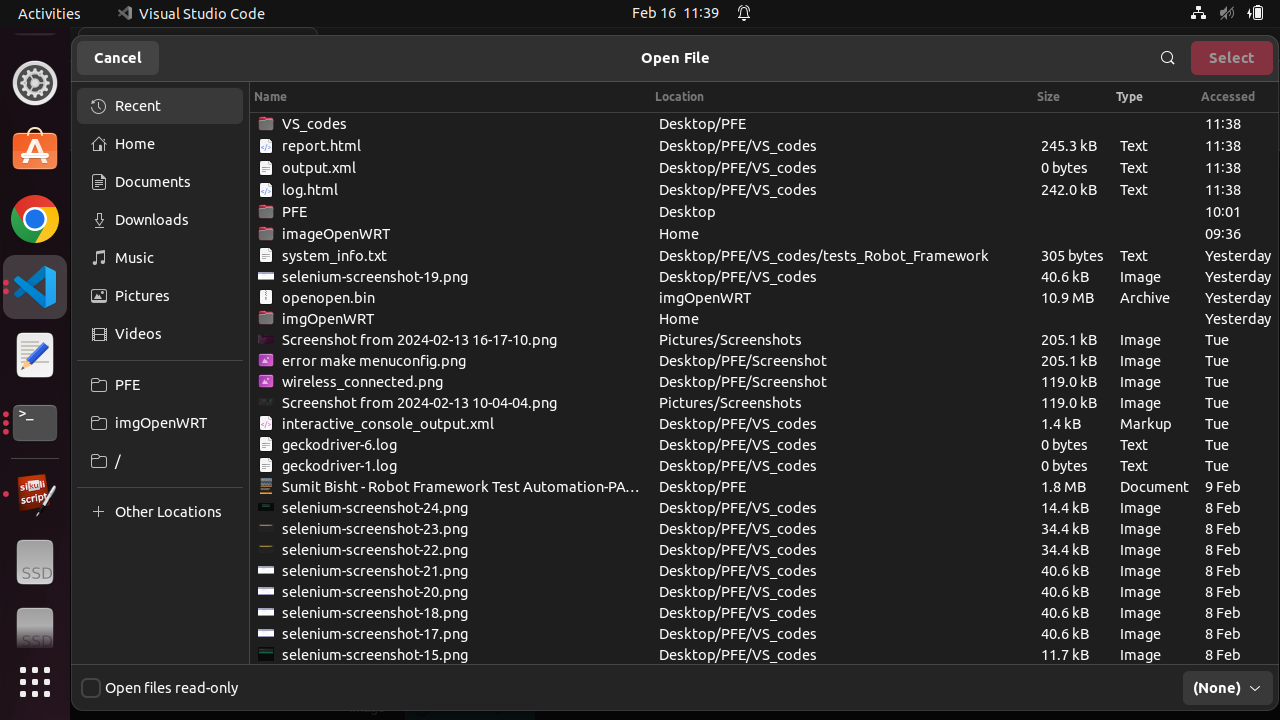 Activities Visual Studio Code Feb 16 11:39
Cancel Open File Select
Recent
Home
Documents
Downloads
Music
Pictures
Videos
PFE
imgOpenWRT
/
Other Locations
Name Location Size Type Accessed
VS_codes Desktop/PFE 11:38
report.html Desktop/PFE/VS_codes 245.3 kB Text 11:38
output.xml Desktop/PFE/VS_codes 0 bytes Text 11:38
log.html Desktop/PFE/VS_codes 242.0 kB Text 11:38
PFE Desktop 10:01
imageOpenWRT Home 09:36
system_info.txt Desktop/PFE/VS_codes/tests_Robot_Framework 305 bytes Text Yesterday
selenium-screenshot-19.png Desktop/PFE/VS_codes 40.6 kB Image Yesterday
openopen.bin imgOpenWRT 10.9 MB Archive Yesterday
imgOpenWRT Home Yesterday
Screenshot from 2024-02-13 16-17-10.png Pictures/Screenshots 205.1 kB Image Tue
error make menuconfig.png Desktop/PFE/Screenshot 205.1 kB Image Tue
wireless_connected.png Desktop/PFE/Screenshot 119.0 kB Image Tue
Screenshot from 2024-02-13 10-04-04.png Pictures/Screenshots 119.0 kB Image Tue
interactive_console_output.xml Desktop/PFE/VS_codes 1.4 kB Markup Tue
geckodriver-6.log Desktop/PFE/VS_codes 0 bytes Text Tue
geckodriver-1.log Desktop/PFE/VS_codes 0 bytes Text Tue
Sumit Bisht - Robot Framework Test Automation-PA… Desktop/PFE 1.8 MB Document 9 Feb
selenium-screenshot-24.png Desktop/PFE/VS_codes 14.4 kB Image 8 Feb
selenium-screenshot-23.png Desktop/PFE/VS_codes 34.4 kB Image 8 Feb
selenium-screenshot-22.png Desktop/PFE/VS_codes 34.4 kB Image 8 Feb
selenium-screenshot-21.png Desktop/PFE/VS_codes 40.6 kB Image 8 Feb
selenium-screenshot-20.png Desktop/PFE/VS_codes 40.6 kB Image 8 Feb
selenium-screenshot-18.png Desktop/PFE/VS_codes 40.6 kB Image 8 Feb
selenium-screenshot-17.png Desktop/PFE/VS_codes 40.6 kB Image 8 Feb
selenium-screenshot-15.png Desktop/PFE/VS_codes 11.7 kB Image 8 Feb
>_
sikuli
script
SSD
SSD
Open files read-only (None)